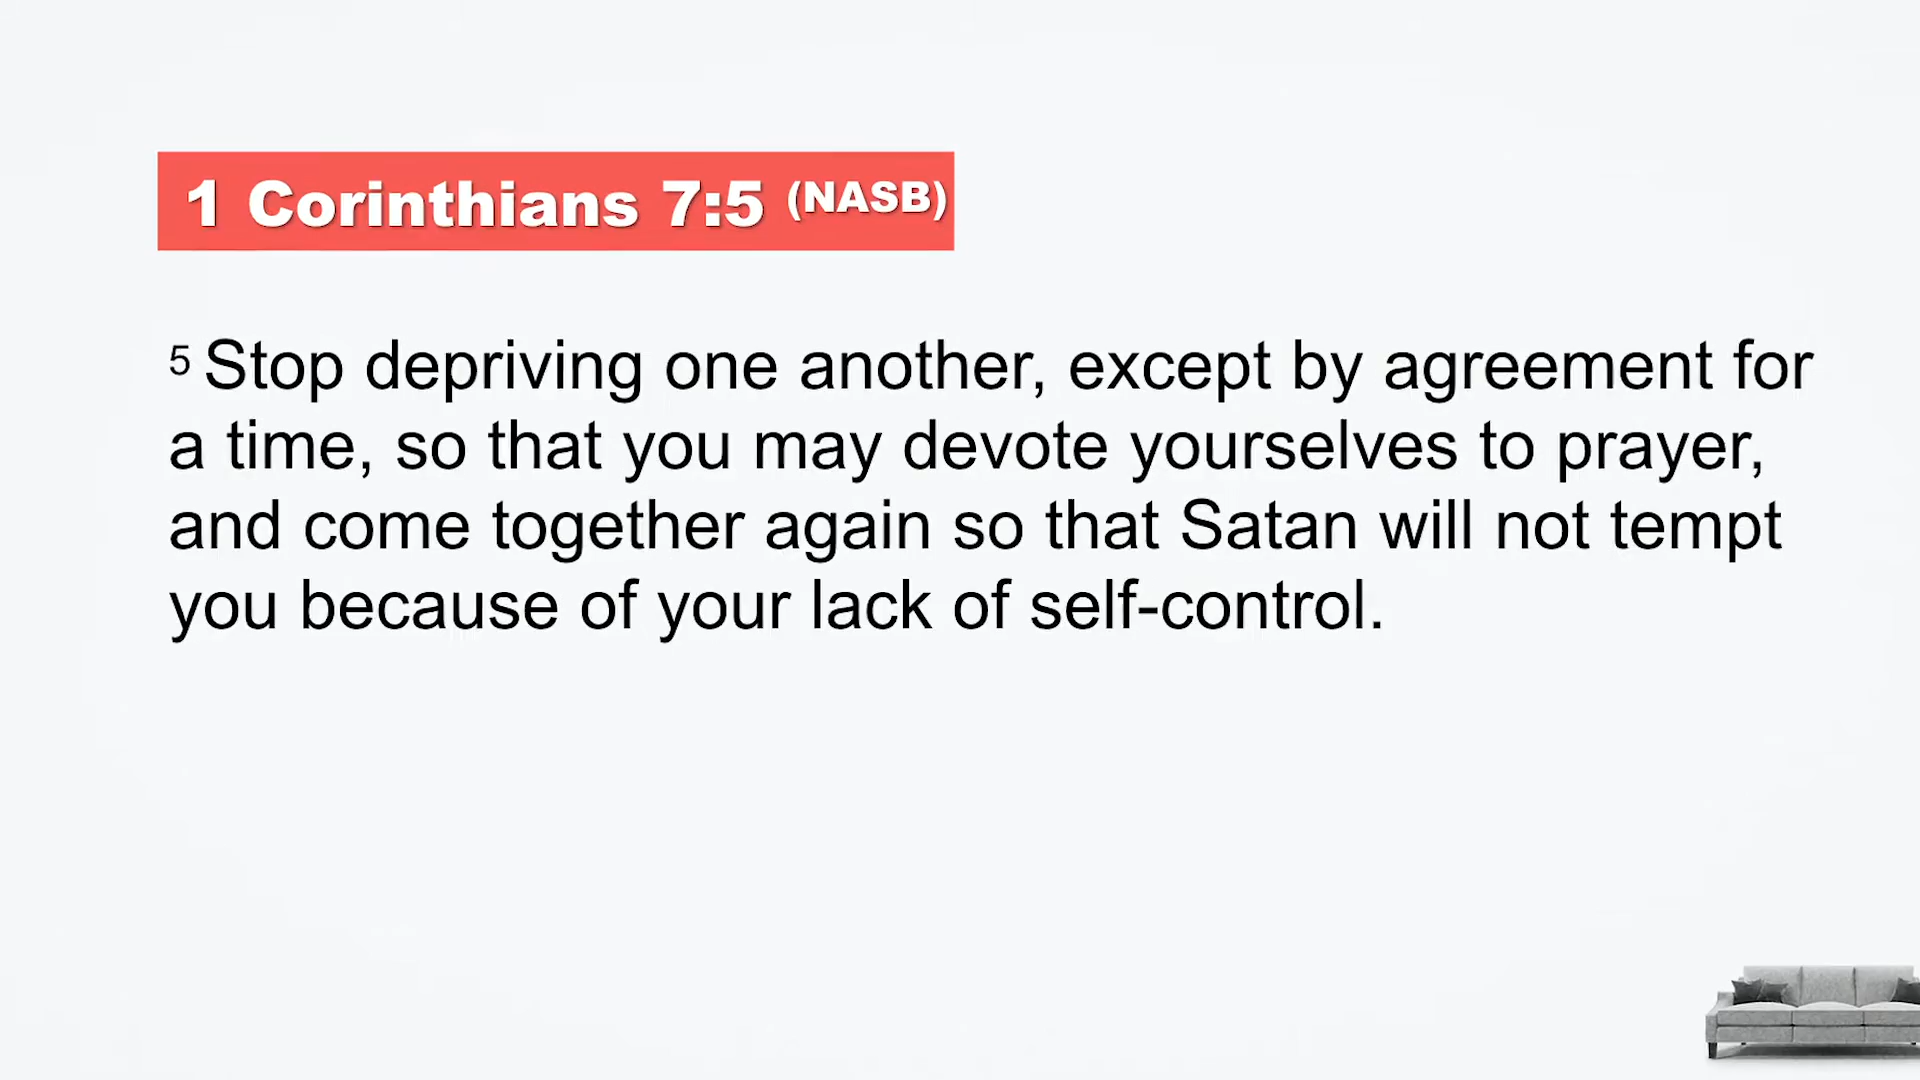 1 Corinthians 7:5 (NASB)
5 Stop depriving one another, except by agreement for
a time, so that you may devote yourselves to prayer,
and come together again so that Satan will not tempt
you because of your lack of self-control.